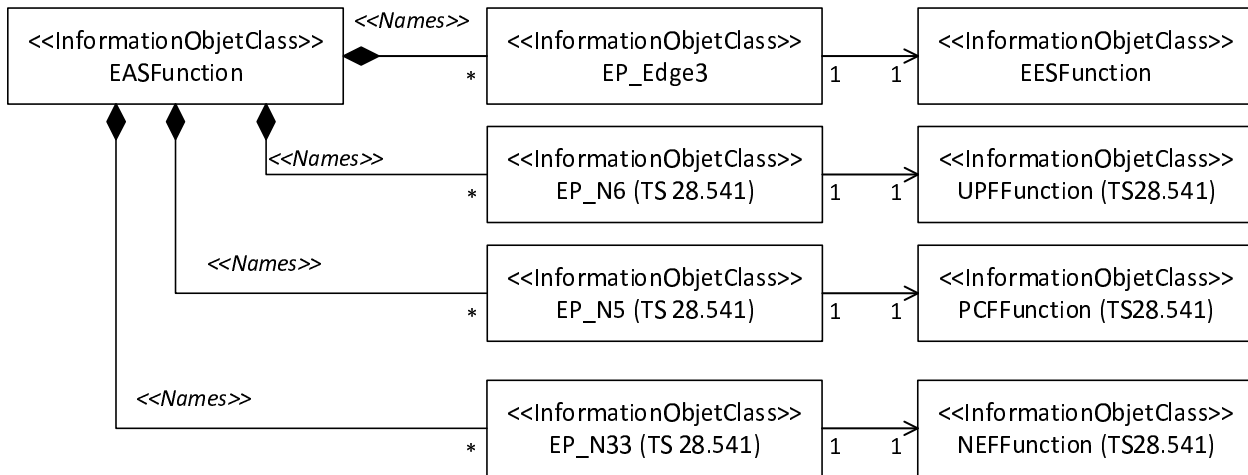 <<InformationObjetClass>>
EASFunction
<<Names>>
*
<<InformationObjetClass>>
EP_Edge3
1 1
<<InformationObjetClass>>
EESFunction
<<Names>>
*
<<InformationObjetClass>>
EP_N6 (TS 28.541)
1 1
<<InformationObjetClass>>
UPFFunction (TS28.541)
<<Names>>
*
<<InformationObjetClass>>
EP_N5 (TS 28.541)
1 1
<<InformationObjetClass>>
PCFFunction (TS28.541)
<<Names>>
*
<<InformationObjetClass>>
EP_N33 (TS 28.541)
1 1
<<InformationObjetClass>>
NEFFunction (TS28.541)